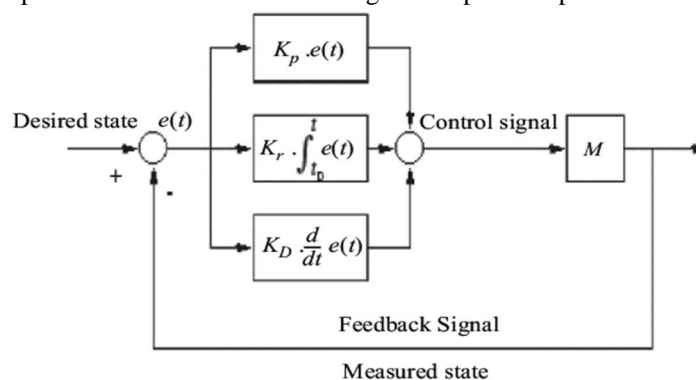 K_p .e(t)
Desired state e(t)
K_r . ∫_{t_0}^{t} e(t)
Control signal
M
+
-
K_D . d/dt e(t)
Feedback Signal
Measured state